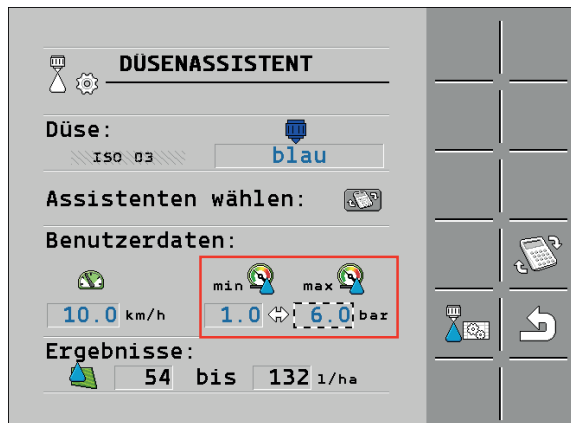 DÜSENASSISTENT
Düse:
ISO 03 blau
Assistenten wählen:
Benutzerdaten:
min max
10.0 km/h 1.0 6.0 bar
Ergebnisse:
54 bis 132 l/ha